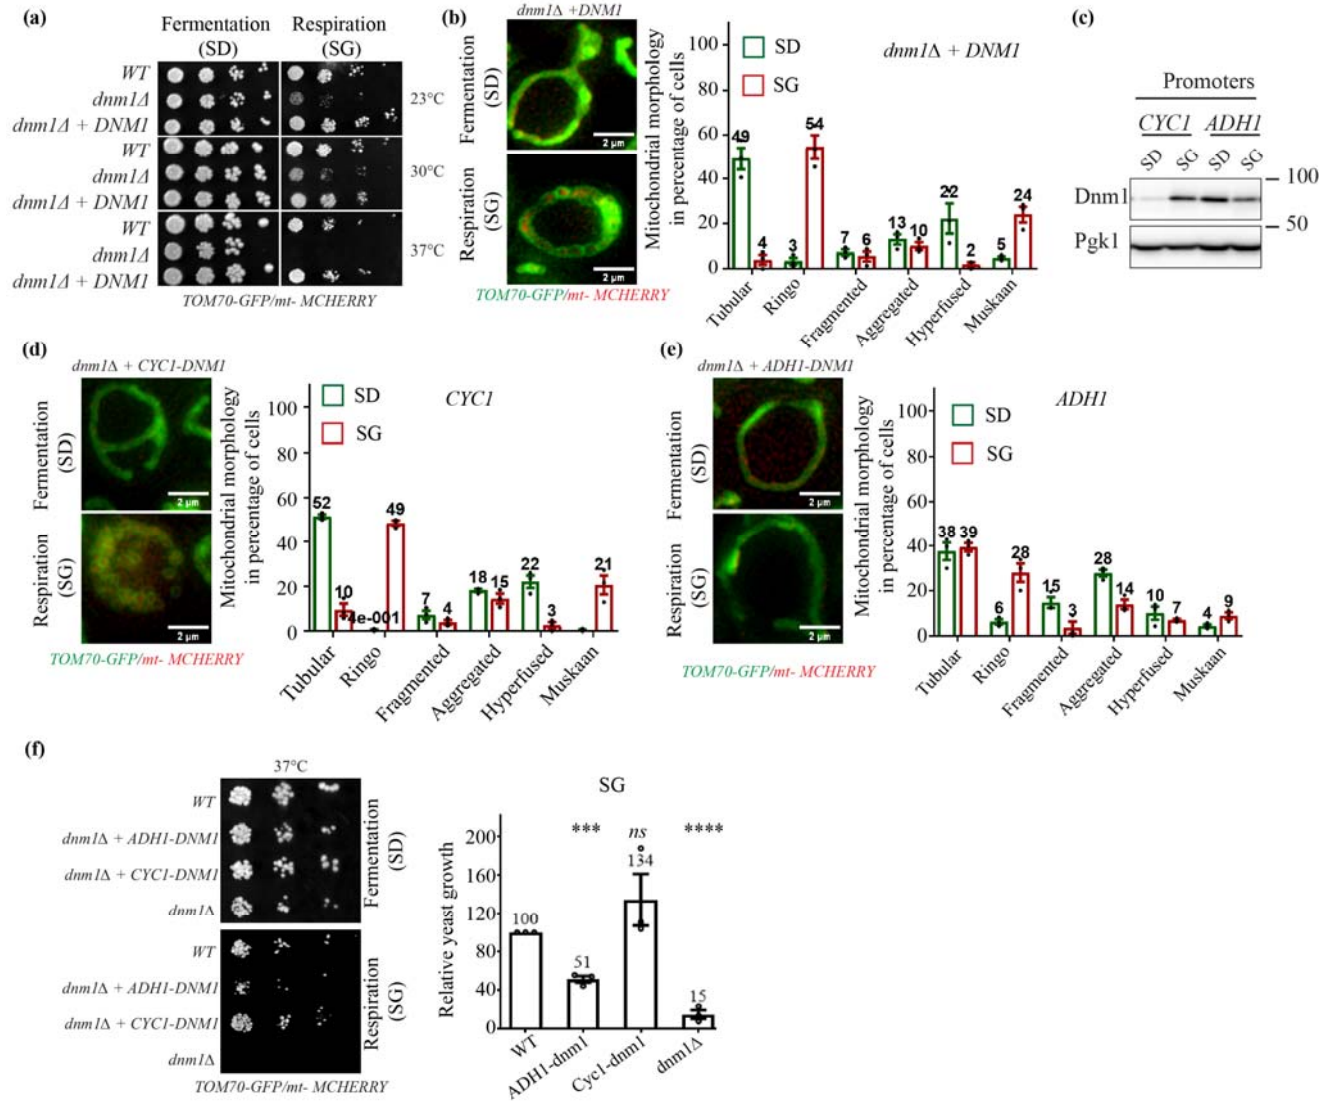 (a)
Fermentation
(SD)
Respiration
(SG)
WT
dnm1Δ
dnm1Δ + DNM1
23°C
WT
dnm1Δ
dnm1Δ + DNM1
30°C
WT
dnm1Δ
dnm1Δ + DNM1
37°C
TOM70-GFP/mt- MCHERRY
(b)
dnm1Δ +DNM1
Fermentation
(SD)
2 μm
Respiration
(SG)
2 μm
TOM70-GFP/mt- MCHERRY
Mitochondrial morphology
in percentage of cells
dnm1Δ + DNM1
SD
SG
100
80
60
40
20
0
49
4
3
54
7
6
13
10
22
2
5
24
Tubular
Ringo
Fragmented
Aggregated
Hyperfused
Muskaan
(c)
Promoters
CYC1 ADH1
SD SG SD SG
Dnm1
100
50
Pgk1
(d)
dnm1Δ + CYC1-DNM1
Fermentation
(SD)
2 μm
Respiration
(SG)
2 μm
TOM70-GFP/mt- MCHERRY
Mitochondrial morphology
in percentage of cells
CYC1
SD
SG
100
80
60
40
20
0
52
10
4e-001
49
7
4
18
15
22
3
21
Tubular
Ringo
Fragmented
Aggregated
Hyperfused
Muskaan
(e)
dnm1Δ + ADH1-DNM1
Fermentation
(SD)
2 μm
Respiration
(SG)
2 μm
TOM70-GFP/mt- MCHERRY
Mitochondrial morphology
in percentage of cells
ADH1
SD
SG
100
80
60
40
20
0
38
39
6
28
15
3
28
14
10
7
4
9
Tubular
Ringo
Fragmented
Aggregated
Hyperfused
Muskaan
(f)
37°C
WT
dnm1Δ + ADH1-DNM1
dnm1Δ + CYC1-DNM1
dnm1Δ
Fermentation
(SD)
WT
dnm1Δ + ADH1-DNM1
dnm1Δ + CYC1-DNM1
dnm1Δ
Respiration
(SG)
TOM70-GFP/mt- MCHERRY
SG
Relative yeast growth
200
160
120
80
40
0
100
***
51
ns
134
****
15
WT
ADH1-dnm1
Cyc1-dnm1
dnm1Δ